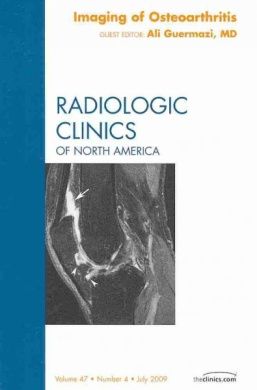 Imaging of Osteoarthritis
GUEST EDITOR: Ali Guermazi, MD
RADIOLOGIC
CLINICS
OF NORTH AMERICA
Volume 47 • Number 4 • July 2009
theclinics.com